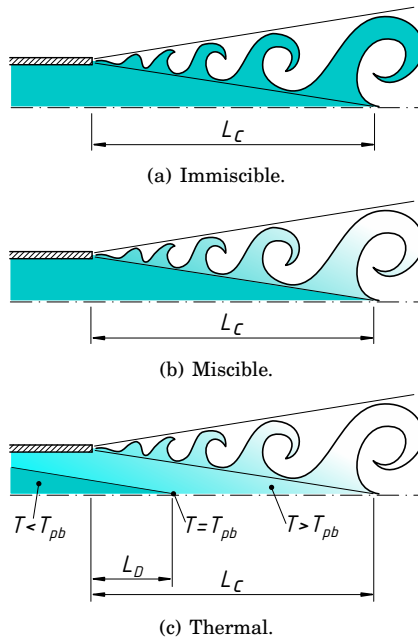 L_C
(a) Immiscible.
L_C
(b) Miscible.
T<T_pb
T=T_pb
T>T_pb
L_D
L_C
(c) Thermal.